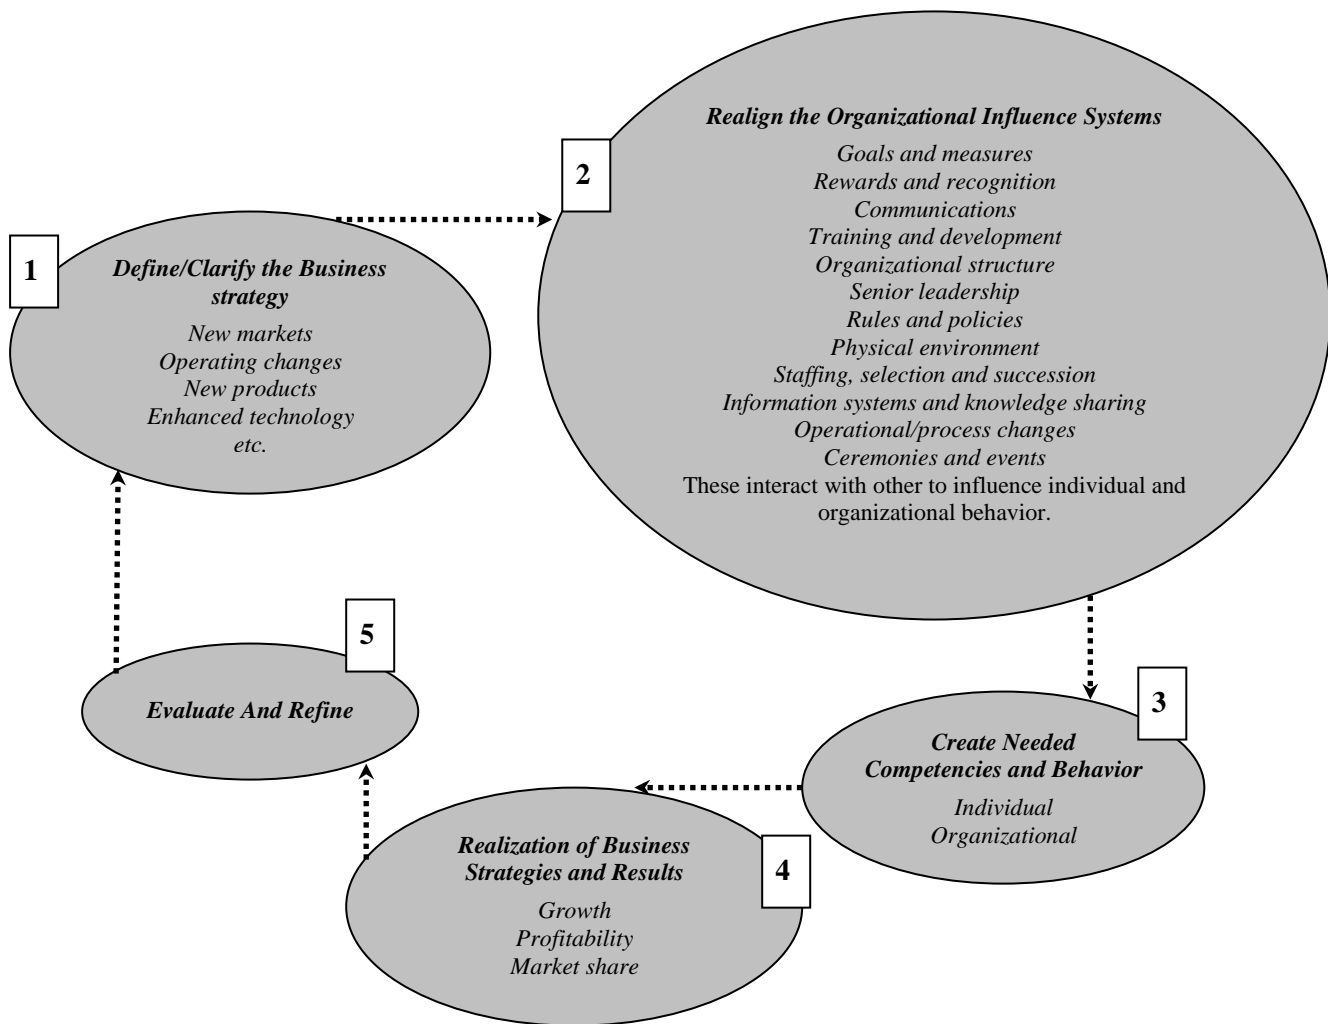 1
Define/Clarify the Business
strategy
New markets
Operating changes
New products
Enhanced technology
etc.
2
Realign the Organizational Influence Systems
Goals and measures
Rewards and recognition
Communications
Training and development
Organizational structure
Senior leadership
Rules and policies
Physical environment
Staffing, selection and succession
Information systems and knowledge sharing
Operational/process changes
Ceremonies and events
These interact with other to influence individual and
organizational behavior.
3
Create Needed
Competencies and Behavior
Individual
Organizational
4
Realization of Business
Strategies and Results
Growth
Profitability
Market share
5
Evaluate And Refine